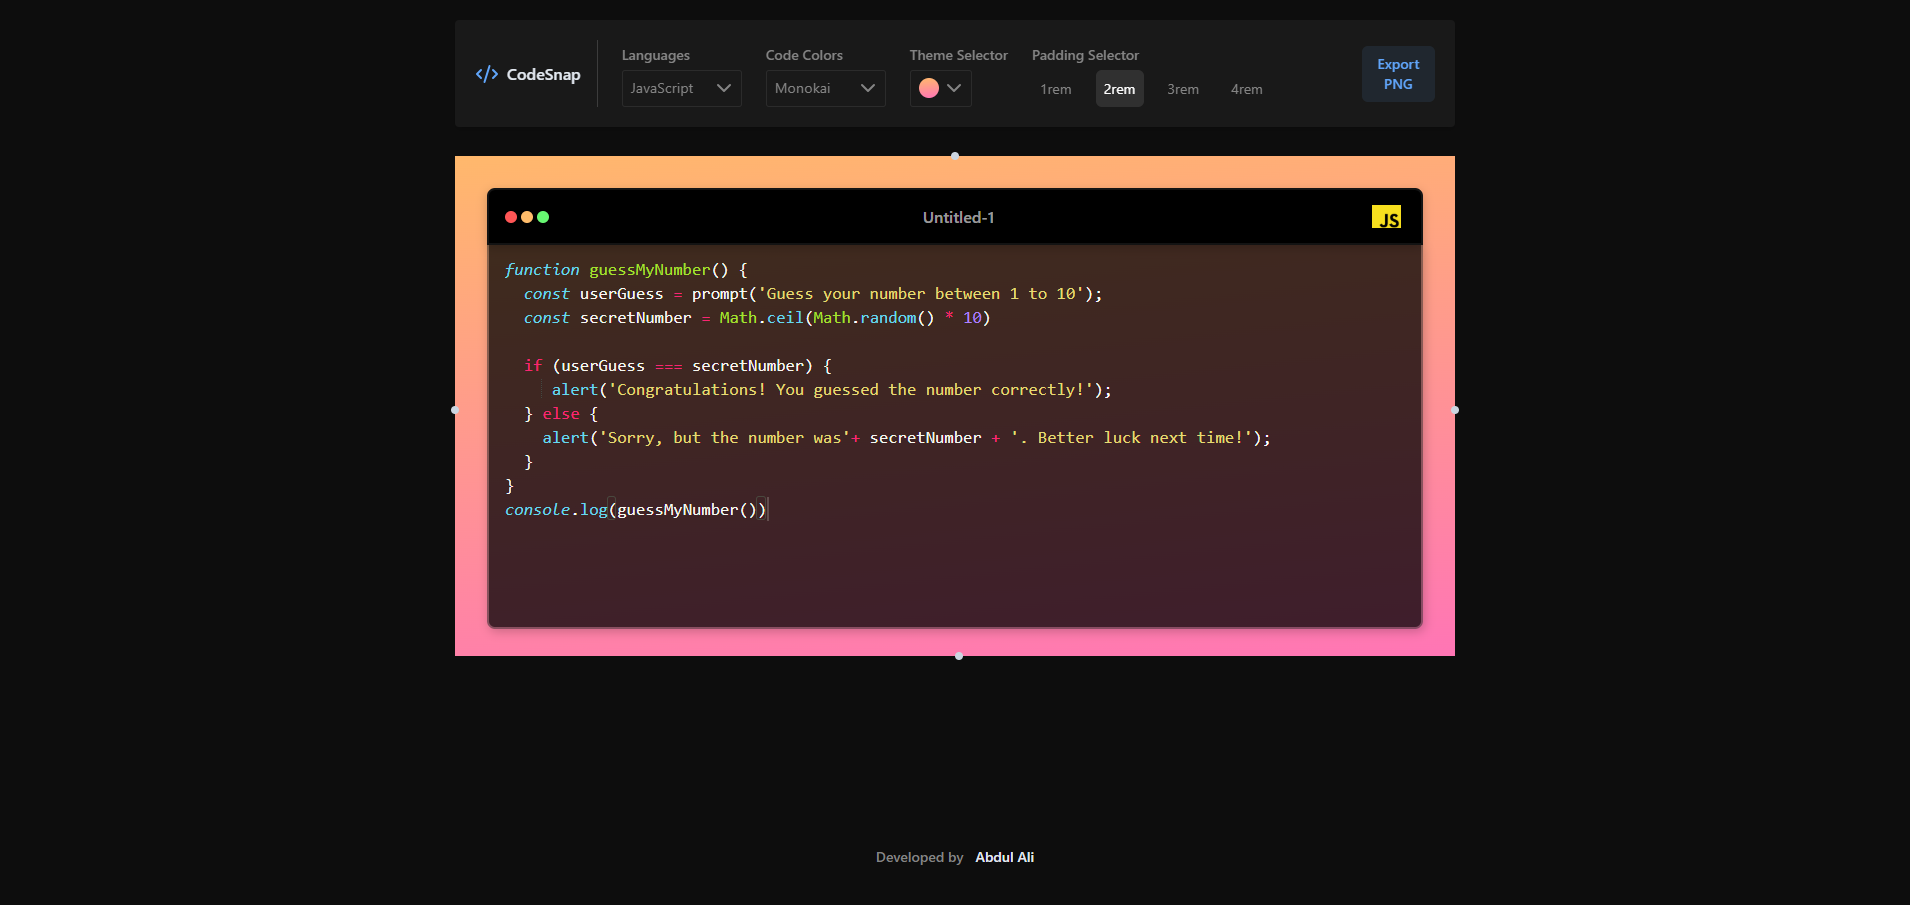 </> CodeSnap
Languages
JavaScript
Code Colors
Monokai
Theme Selector
Padding Selector
1rem 2rem 3rem 4rem
Export
PNG
Untitled-1
JS
function guessMyNumber() {
  const userGuess = prompt('Guess your number between 1 to 10');
  const secretNumber = Math.ceil(Math.random() * 10)
  if (userGuess === secretNumber) {
     alert('Congratulations! You guessed the number correctly!');
  } else {
    alert('Sorry, but the number was'+ secretNumber + '. Better luck next time!');
  }
}
console.log(guessMyNumber())
Developed by Abdul Ali